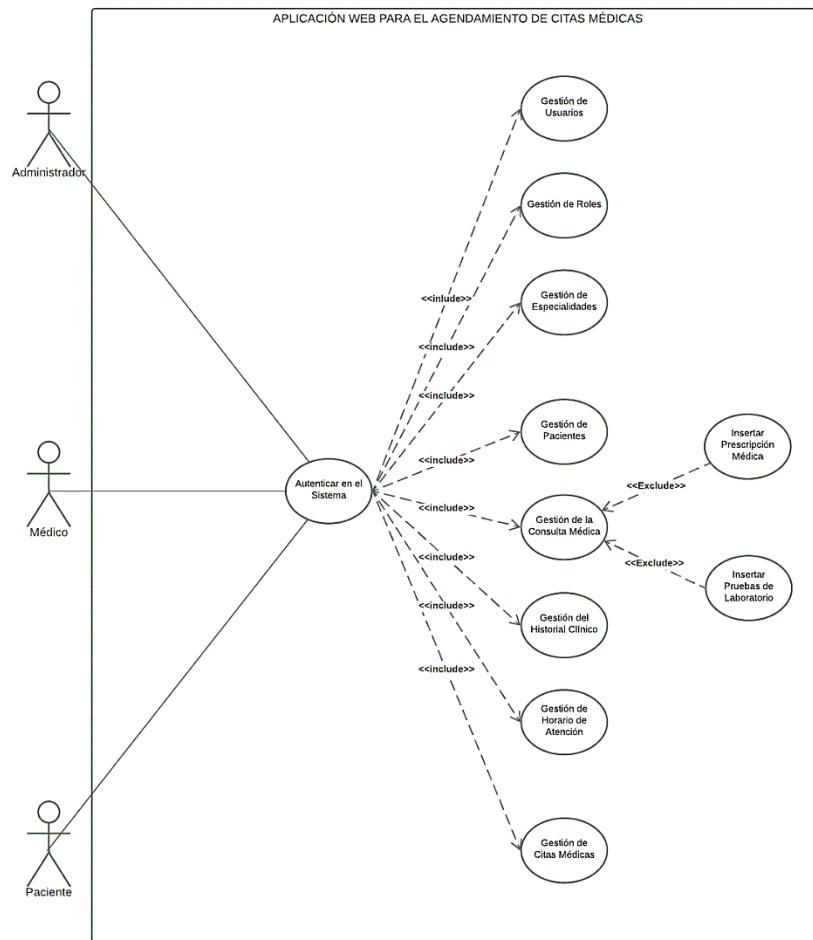 APLICACIÓN WEB PARA EL AGENDAMIENTO DE CITAS MÉDICAS
Administrador
Médico
Paciente
Autenticar en el
Sistema
<<inlude>>
<<include>>
<<include>>
<<include>>
<<include>>
<<include>>
<<include>>
<<include>>
Gestión de
Usuarios
Gestión de Roles
Gestión de
Especialidades
Gestión de
Pacientes
Gestión de la
Consulta Médica
Gestión del
Historial Clínico
Gestión de
Horario de
Atención
Gestión de
Citas Médicas
<<Exclude>>
<<Exclude>>
Insertar
Prescripción
Médica
Insertar
Pruebas de
Laboratorio